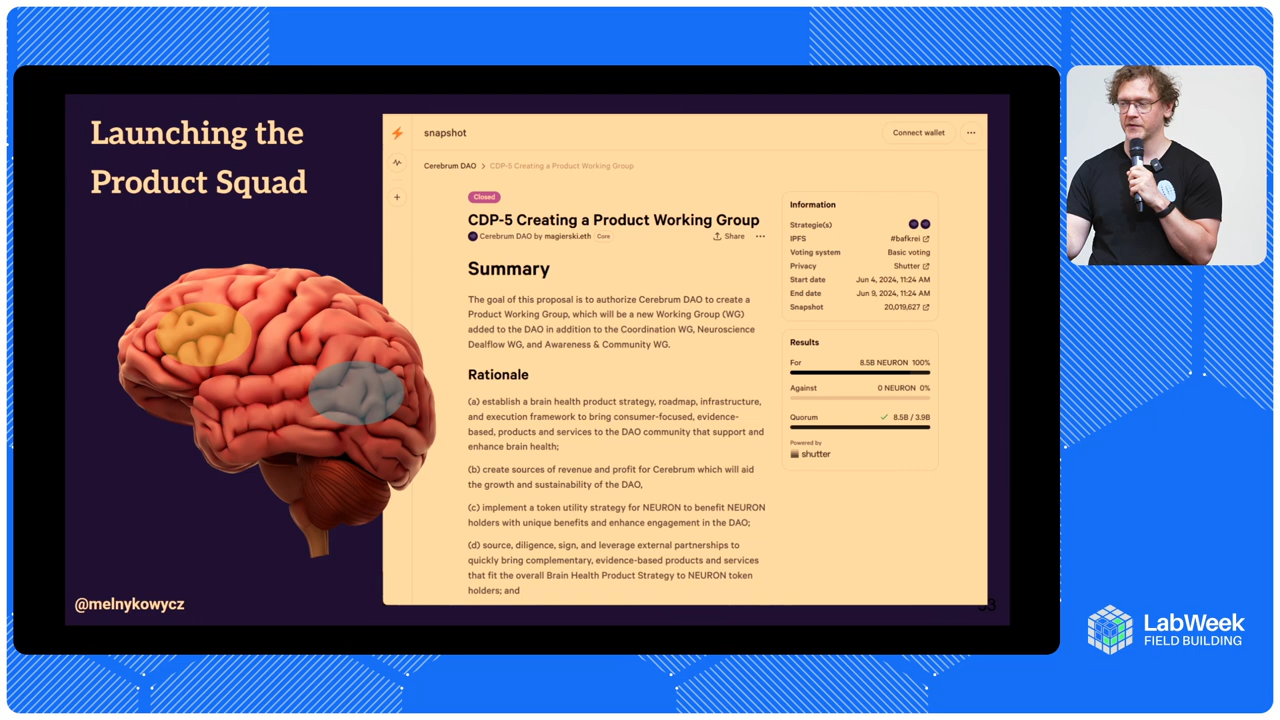 Launching the
Product Squad
@melnykowycz
snapshot
Connect wallet
Cerebrum DAO > CDP-5 Creating a Product Working Group
Closed
CDP-5 Creating a Product Working Group
Cerebrum DAO by magierski.eth Core
Share
Summary
The goal of this proposal is to authorize Cerebrum DAO to create a
Product Working Group, which will be a new Working Group (WG)
added to the DAO in addition to the Coordination WG, Neuroscience
Dealflow WG, and Awareness & Community WG.
Rationale
(a) establish a brain health product strategy, roadmap, infrastructure,
and execution framework to bring consumer-focused, evidence-
based, products and services to the DAO community that support and
enhance brain health;
(b) create sources of revenue and profit for Cerebrum which will aid
the growth and sustainability of the DAO,
(c) implement a token utility strategy for NEURON to benefit NEURON
holders with unique benefits and enhance engagement in the DAO;
(d) source, diligence, sign, and leverage external partnerships to
quickly bring complementary, evidence-based products and services
that fit the overall Brain Health Product Strategy to NEURON token
holders; and
Information
Strategie(s)
IPFS #bafkrei
Voting system Basic voting
Privacy Shutter
Start date Jun 4, 2024, 11:24 AM
End date Jun 9, 2024, 11:24 AM
Snapshot 20,019,627
Results
For 8.5B NEURON 100%
Against 0 NEURON 0%
Quorum 8.5B / 3.9B
Powered by
shutter
LabWeek
FIELD BUILDING